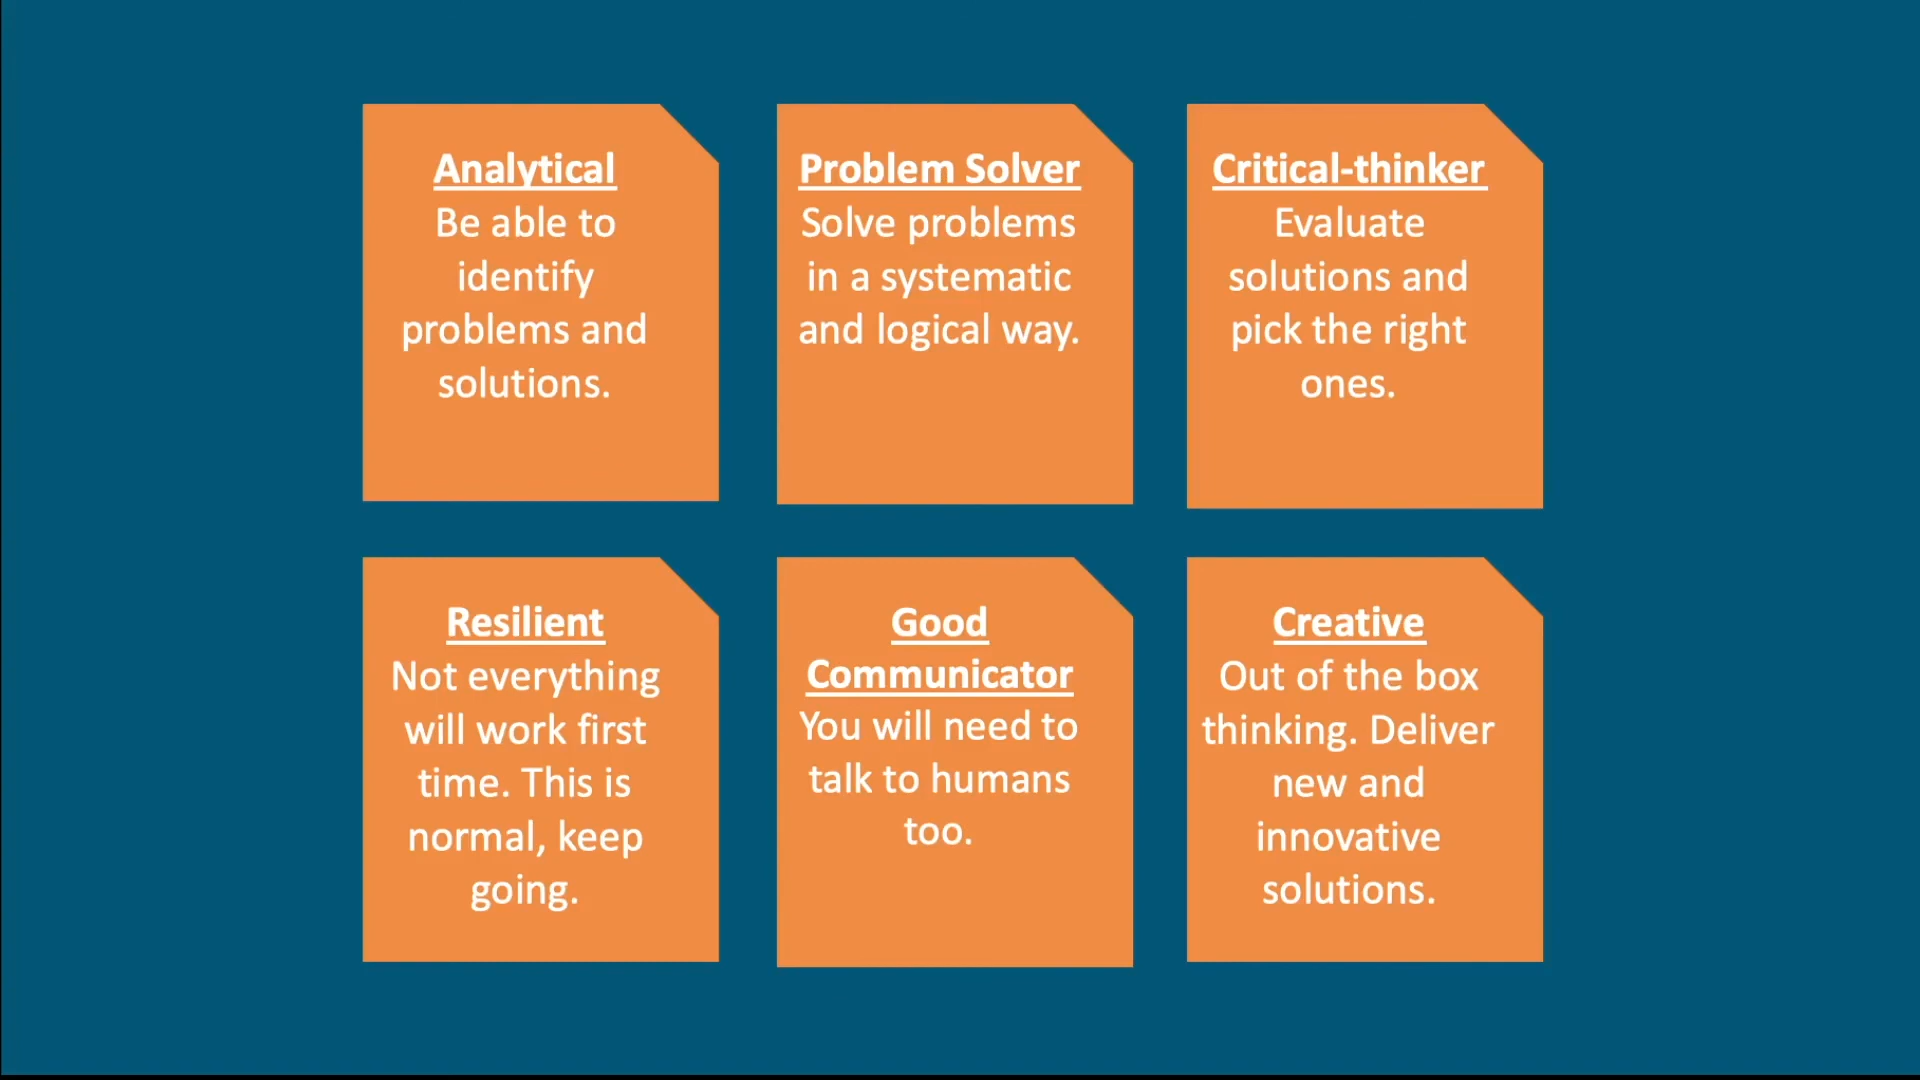 Analytical
Be able to
identify
problems and
solutions.
Problem Solver
Solve problems
in a systematic
and logical way.
Critical-thinker
Evaluate
solutions and
pick the right
ones.
Resilient
Not everything
will work first
time. This is
normal, keep
going.
Good
Communicator
You will need to
talk to humans
too.
Creative
Out of the box
thinking. Deliver
new and
innovative
solutions.